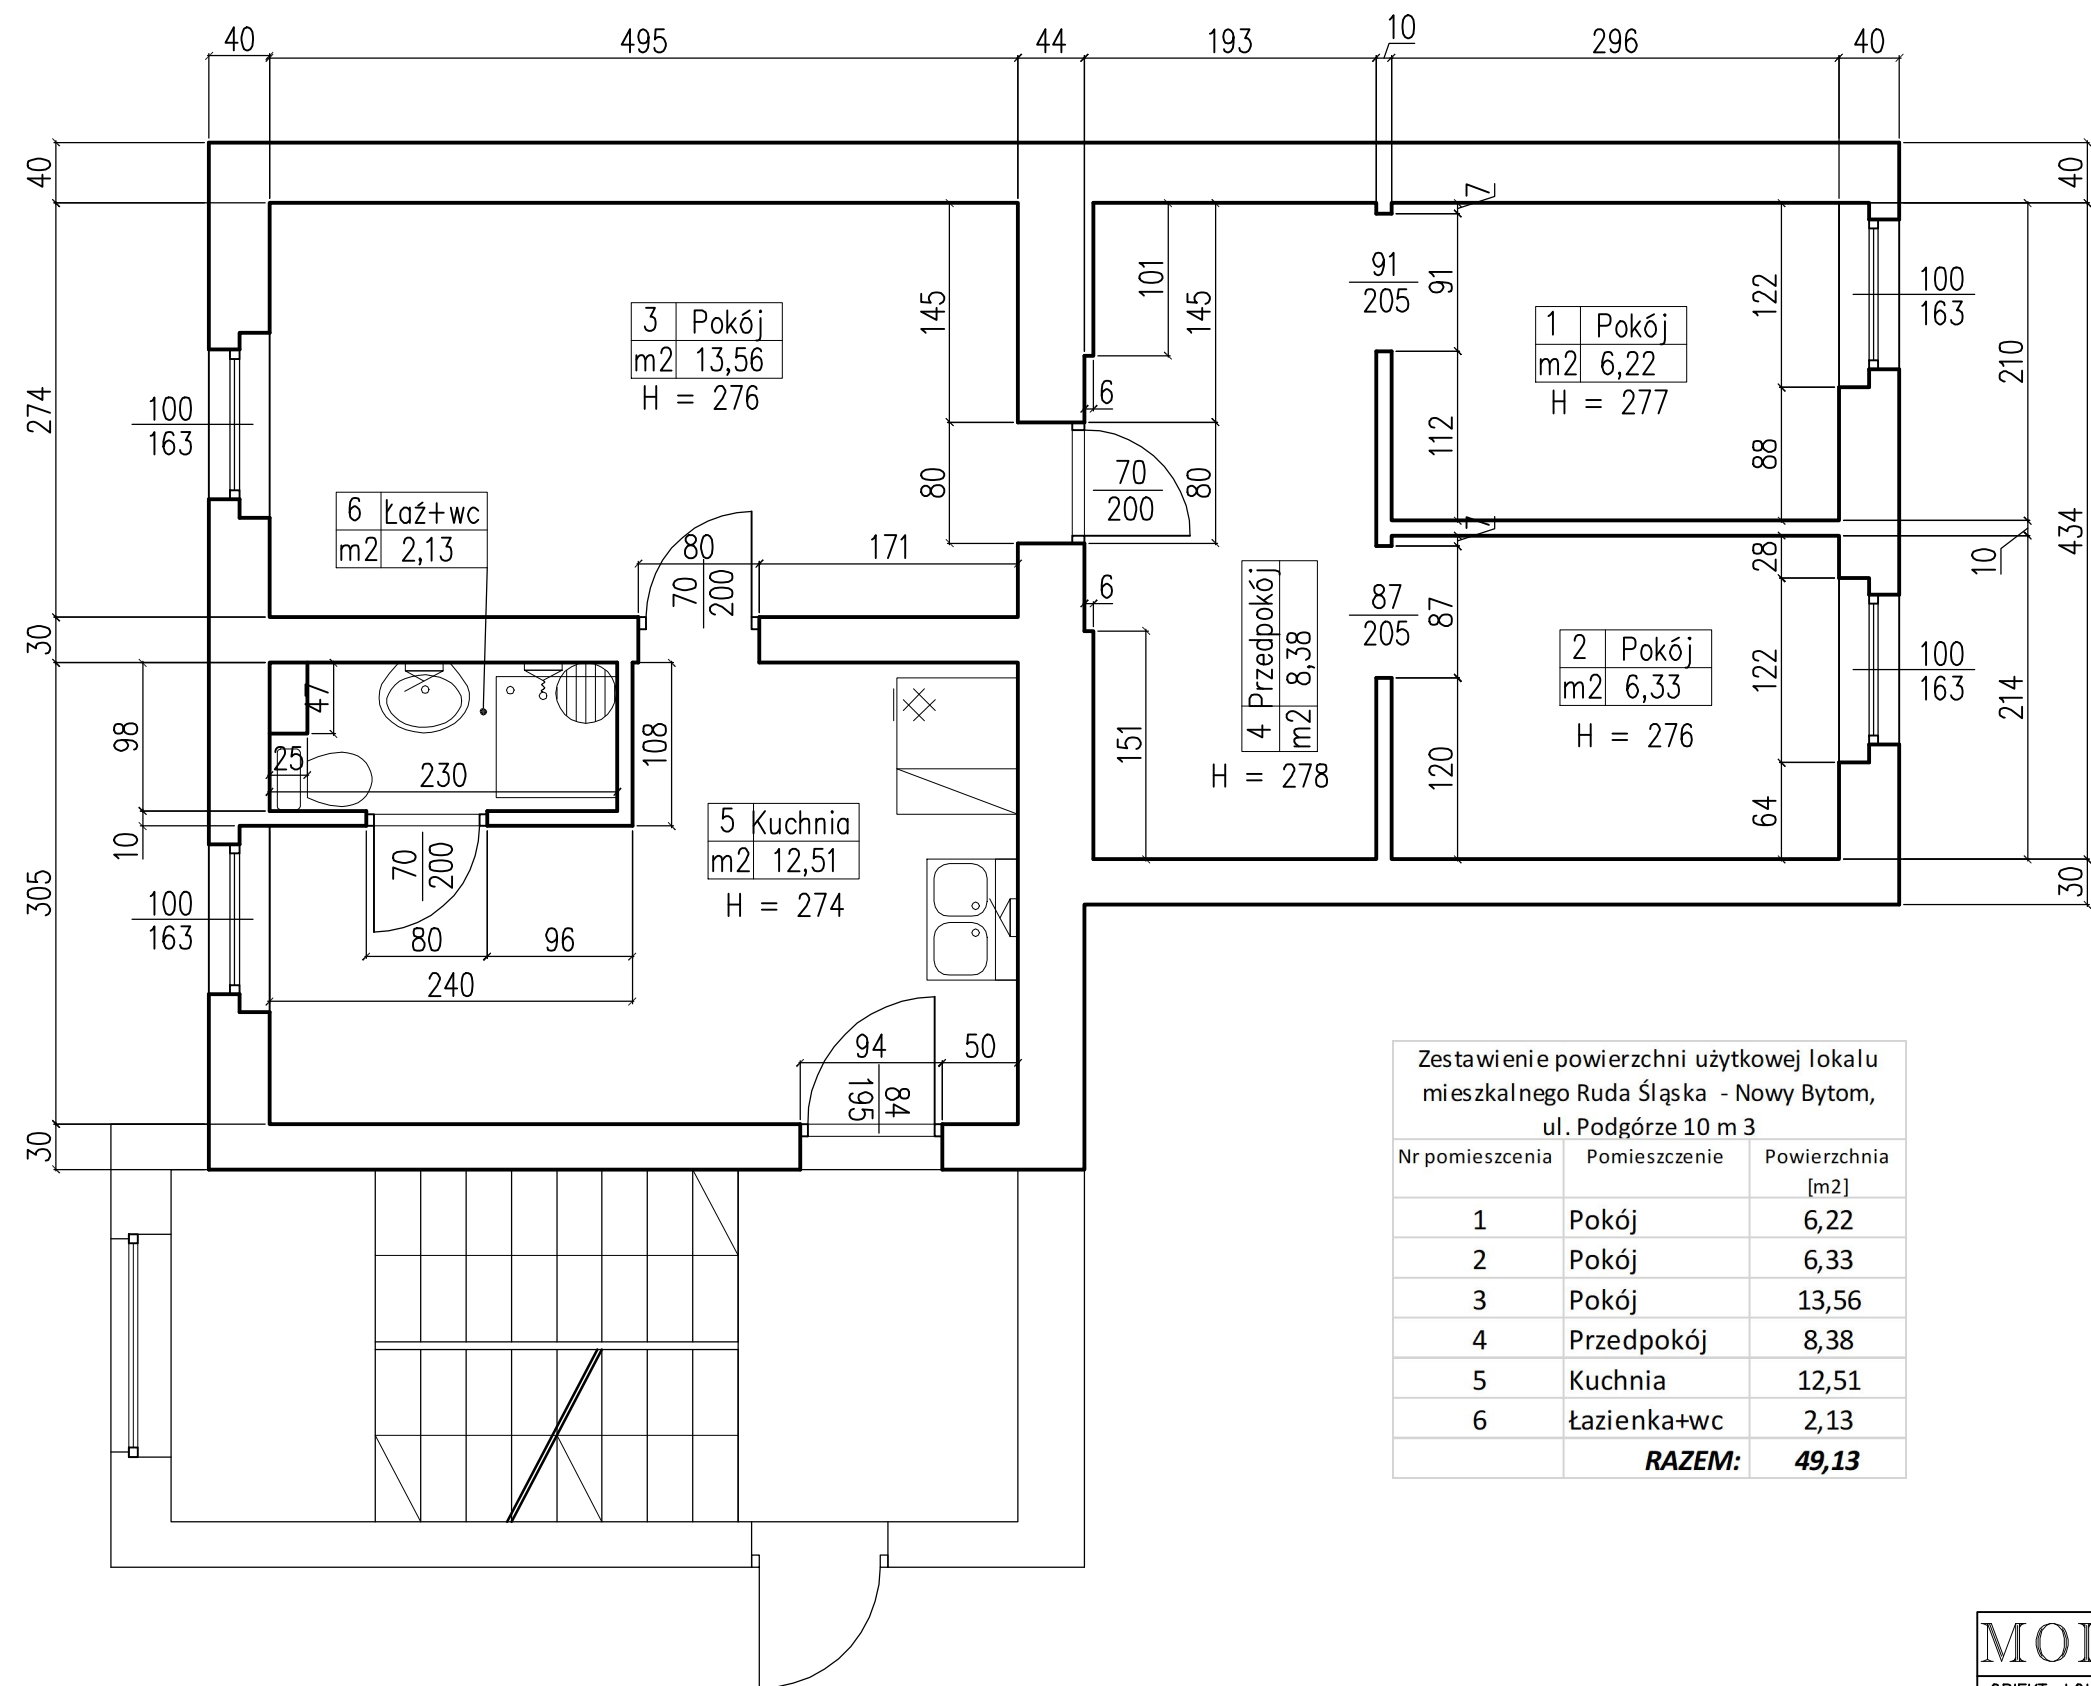 40 495 44 193 10 296 40
40 274 30 98 10 305 30
40 210 10 434 214 30
3 Pokój
m2 13,56
H = 276
145 80
100
163
6 Łaź+wc
m2 2,13
80 171
70
200
101 145 80
6
70
200
6
151
91
205
91 112
7
1 Pokój
m2 6,22
H = 277
122 88
100
163
4 Przedpokój
m2 8,38
H = 278
87
205
87 120
7
2 Pokój
m2 6,33
H = 276
28 122 64
100
163
47 25 230 108
5 Kuchnia
m2 12,51
H = 274
70
200
100
163
80 96
240
94 50
84
195
Zestawienie powierzchni użytkowej lokalu
mieszkalnego Ruda Śląska - Nowy Bytom,
ul. Podgórze 10 m 3
Nr pomieszcenia Pomieszczenie Powierzchnia
[m2]
1 Pokój 6,22
2 Pokój 6,33
3 Pokój 13,56
4 Przedpokój 8,38
5 Kuchnia 12,51
6 Łazienka+wc 2,13
RAZEM: 49,13